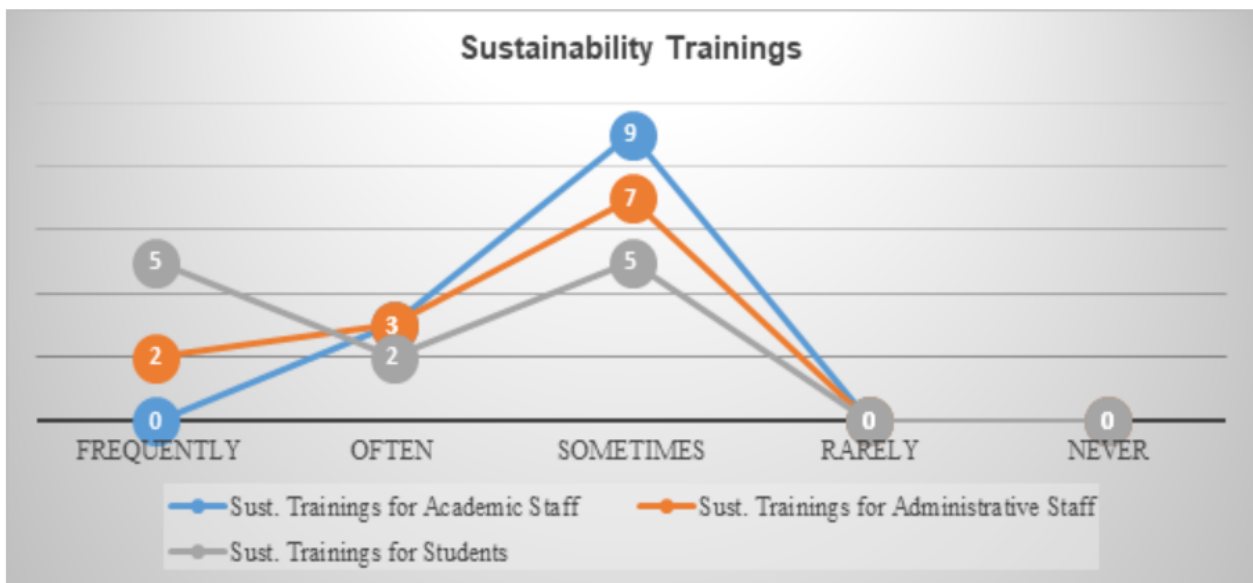 Sustainability Trainings
9
7
5
5
3
2
2
0
0
0
FREQUENTLY OFTEN SOMETIMES RARELY NEVER
Sust. Trainings for Academic Staff Sust. Trainings for Administrative Staff
Sust. Trainings for Students